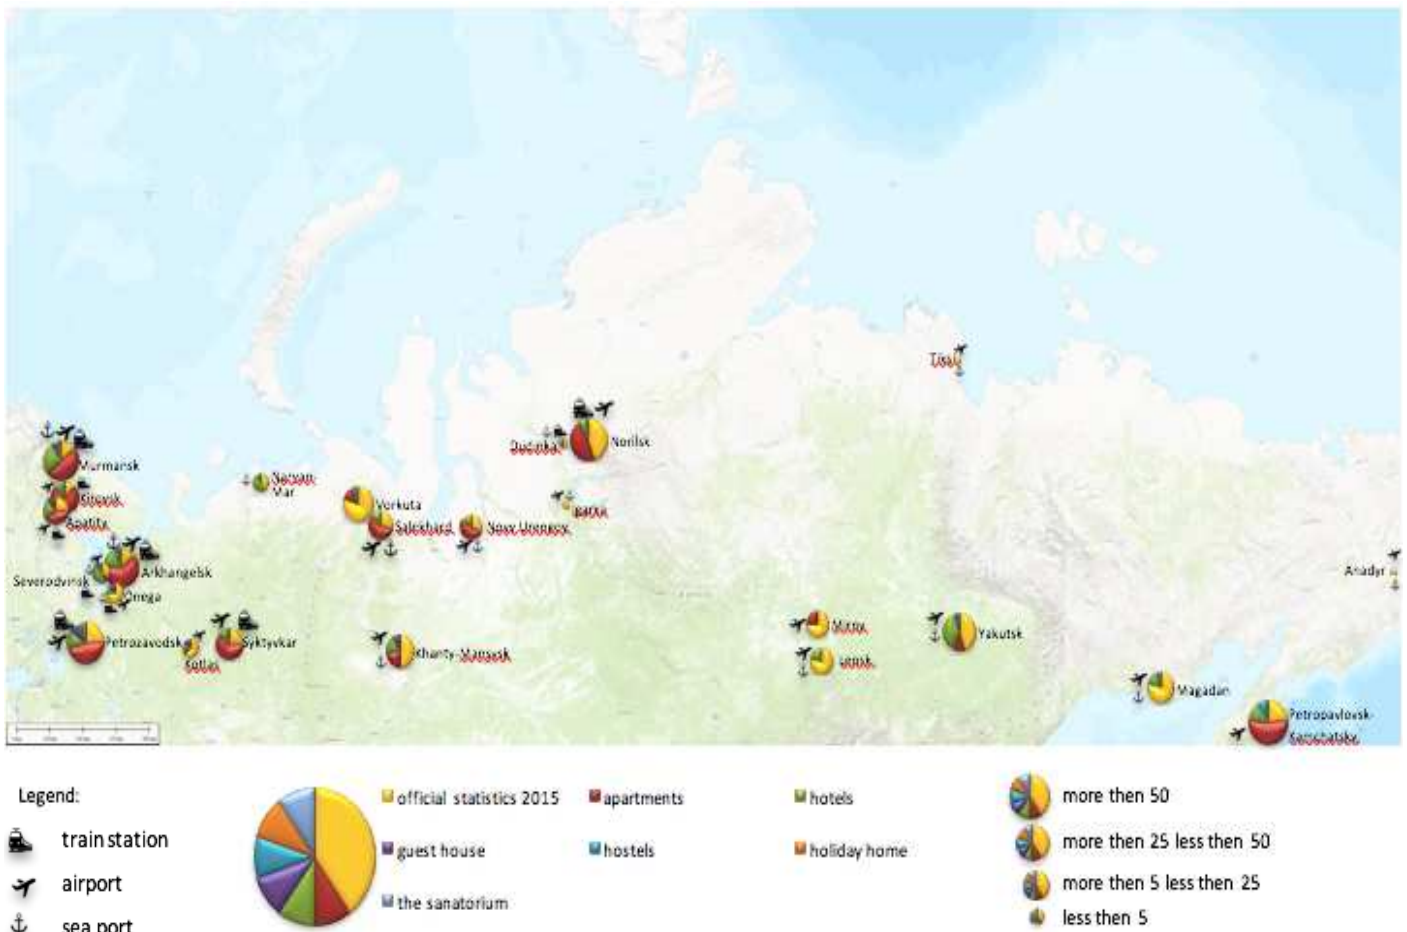 Tiksi
Murmansk
Dudinka
Norilsk
Naryan
Mar
Kirovsk
Vorkuta
Igarka
Apatity
Salekhard
Novy Urengoy
Arkhangelsk
Anadyr
Severodvinsk
Onega
Petrozavodsk
Syktyvkar
Kotlas
Khanty-Mansysk
Mirny
Lensk
Yakutsk
Magadan
Petropavlovsk-
Kamchatsky
Legend:
train station
airport
sea port
official statistics 2015
apartments
hotels
guest house
hostels
holiday home
the sanatorium
more then 50
more then 25 less then 50
more then 5 less then 25
less then 5